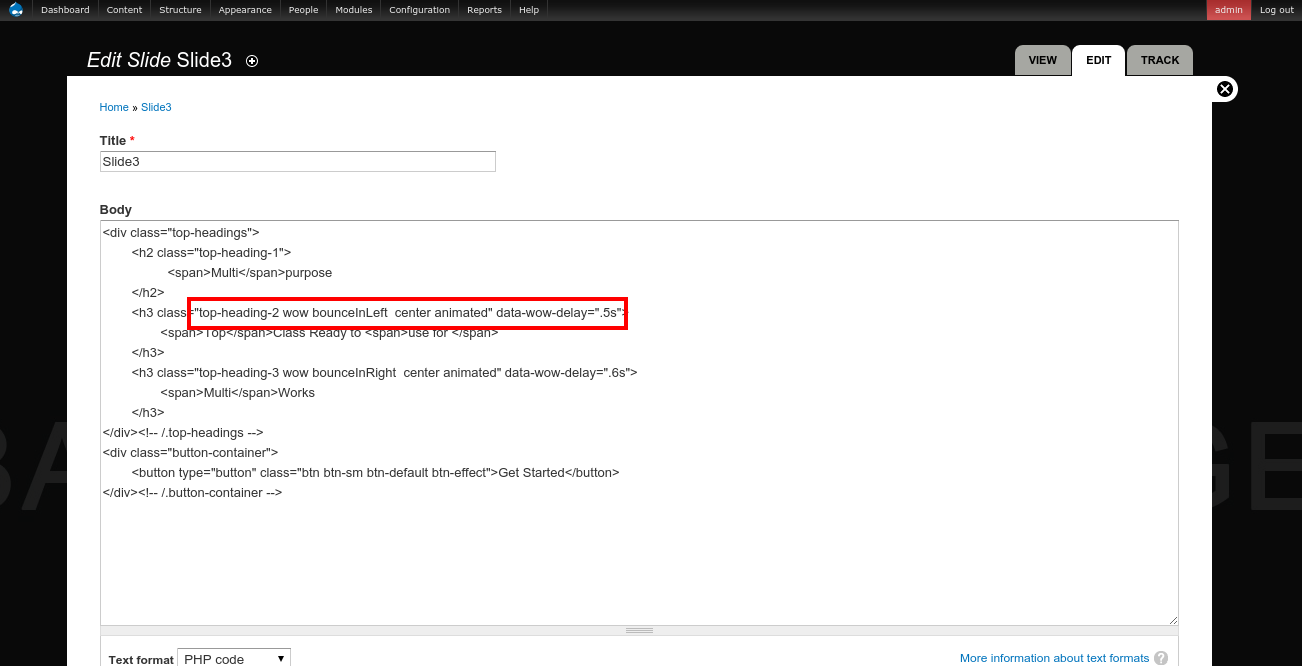 Dashboard Content Structure Appearance People Modules Configuration Reports Help admin Log out
Edit Slide Slide3
VIEW EDIT TRACK
Home » Slide3
Title *
Slide3
Body
<div class="top-headings">
<h2 class="top-heading-1">
<span>Multi</span>purpose
</h2>
<h3 class="top-heading-2 wow bounceInLeft  center animated" data-wow-delay=".5s">
<span>Top</span>Class Ready to <span>use for </span>
</h3>
<h3 class="top-heading-3 wow bounceInRight  center animated" data-wow-delay=".6s">
<span>Multi</span>Works
</h3>
</div><!-- /.top-headings -->
<div class="button-container">
<button type="button" class="btn btn-sm btn-default btn-effect">Get Started</button>
</div><!-- /.button-container -->
Text format PHP code
More information about text formats ?